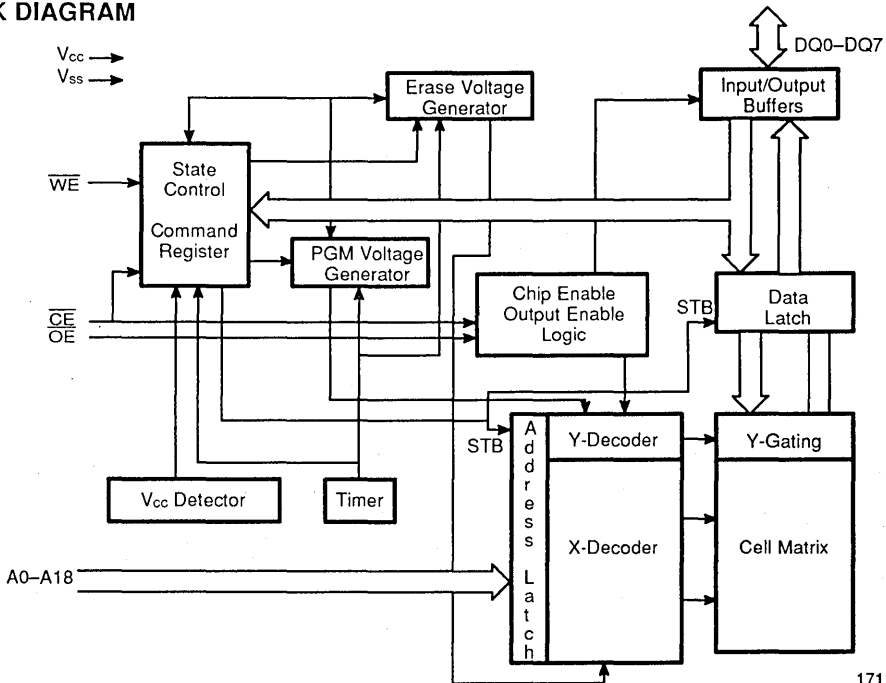 K DIAGRAM
DQ0–DQ7
Vcc
Vss
Erase Voltage
Generator
Input/Output
Buffers
State
Control
Command
Register
WE
PGM Voltage
Generator
Chip Enable
Output Enable
Logic
STB
Data
Latch
CE
OE
STB
Address Latch
Y-Decoder
Y-Gating
Vcc Detector
Timer
X-Decoder
Cell Matrix
A0–A18
171